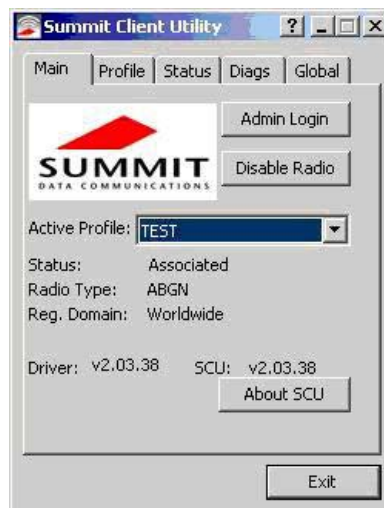 Summit Client Utility ? X
Main Profile Status Diags Global
Admin Login
SUMMIT
DATA COMMUNICATIONS
Disable Radio
Active Profile: TEST
Status: Associated
Radio Type: ABGN
Reg. Domain: Worldwide
Driver: v2.03.38 SCU: v2.03.38
About SCU
Exit